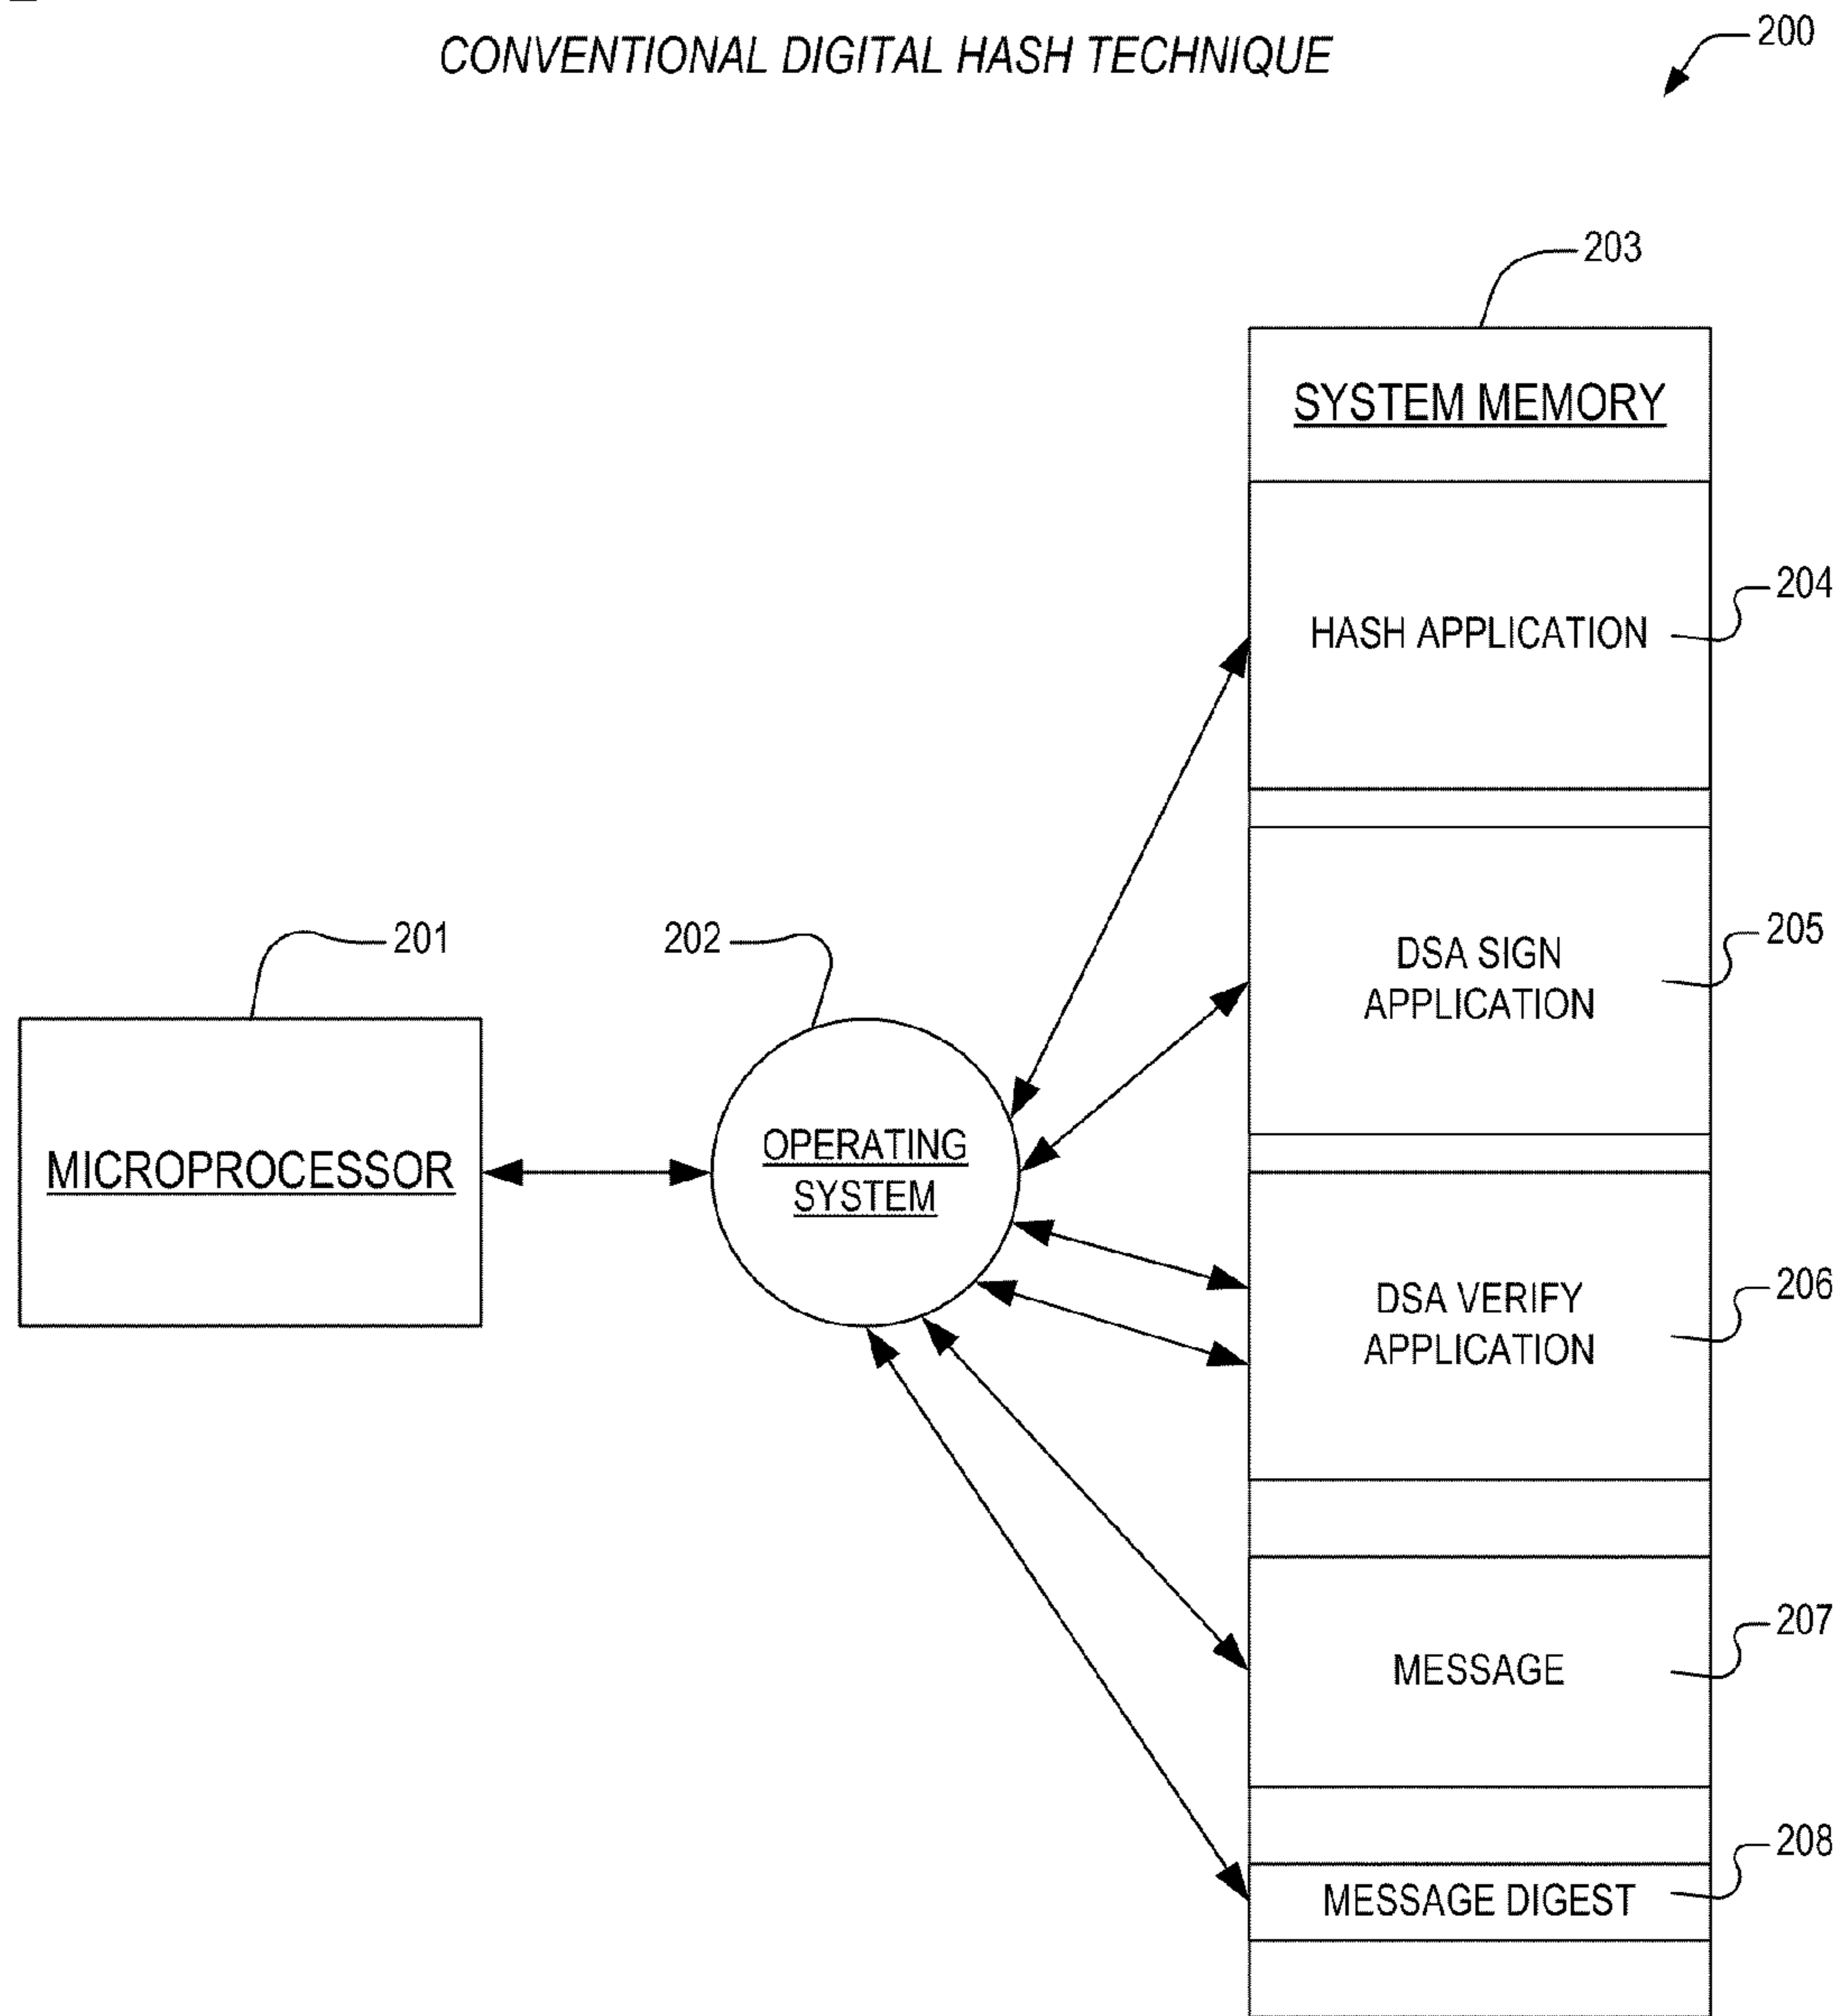 CONVENTIONAL DIGITAL HASH TECHNIQUE
200
203
SYSTEM MEMORY
204
HASH APPLICATION
205
DSA SIGN
APPLICATION
201
202
MICROPROCESSOR
OPERATING
SYSTEM
206
DSA VERIFY
APPLICATION
207
MESSAGE
208
MESSAGE DIGEST